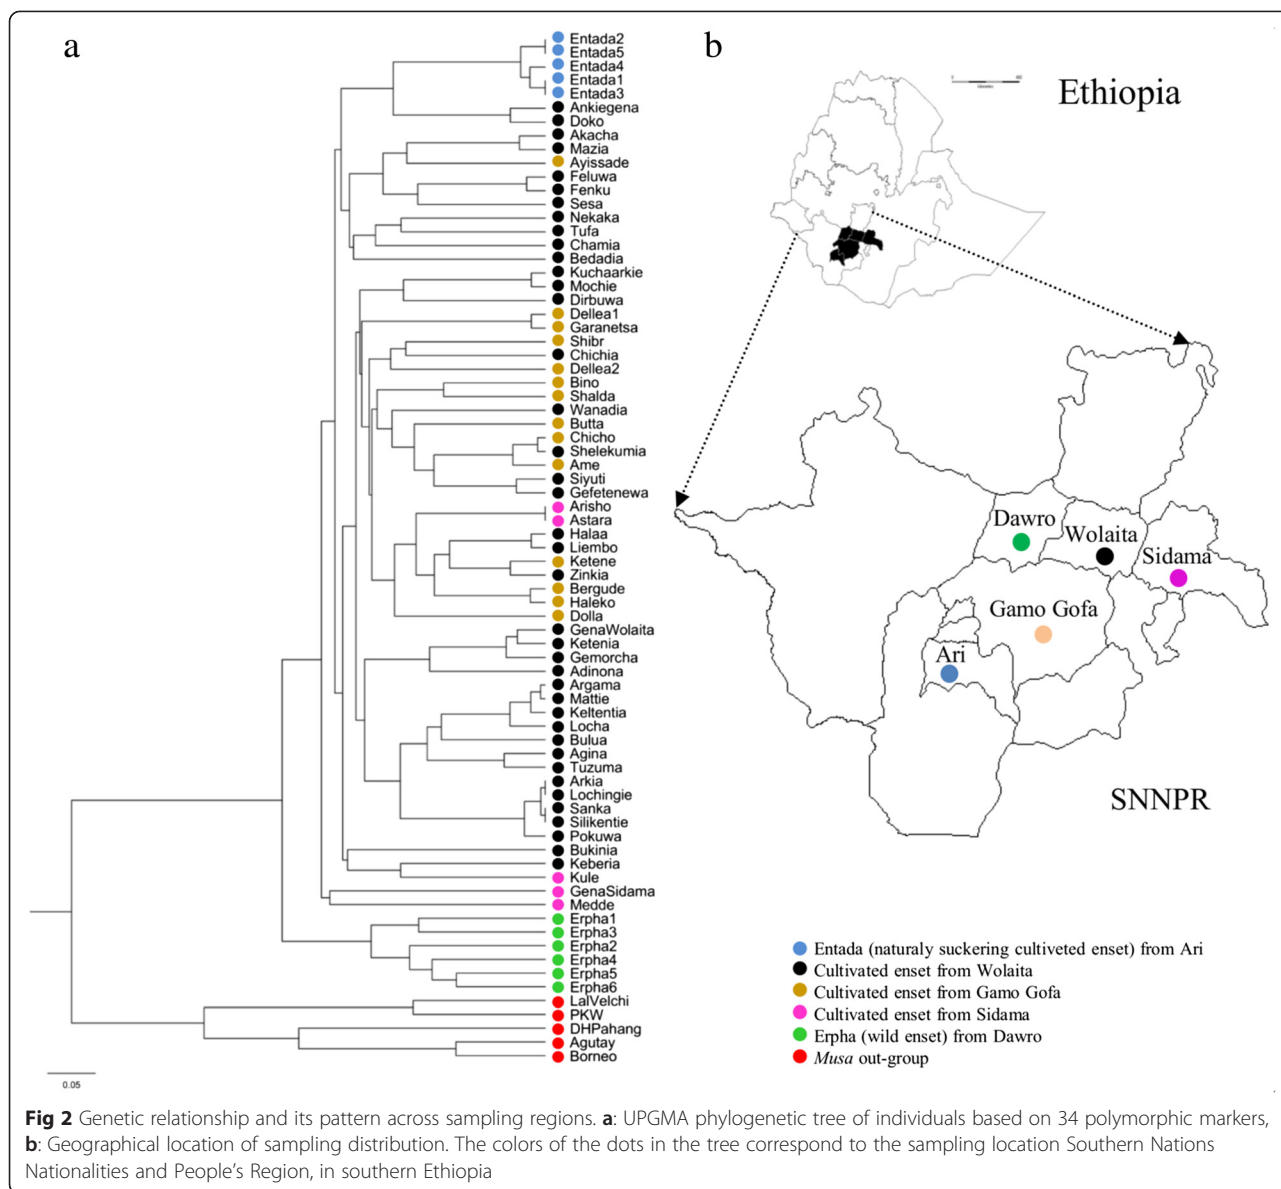 a
Entada2
Entada5
Entada4
Entada1
Entada3
Ankiegena
Doko
Akacha
Mazia
Ayissade
Feluwa
Fenku
Sesa
Nekaka
Tufa
Chamia
Bedadia
Kuchaarkie
Mochie
Dirbuwa
Dellea1
Garanetsa
Shibr
Chichia
Dellea2
Bino
Shalda
Wanadia
Butta
Chicho
Shelekumia
Ame
Siyuti
Gefetenewa
Arisho
Astara
Halaa
Liembo
Ketene
Zinkia
Bergude
Haleko
Dolla
GenaWolaita
Ketenia
Gemorcha
Adinona
Argama
Mattie
Keltentia
Locha
Bulua
Agina
Tuzuma
Arkia
Lochingie
Sanka
Silikentie
Pokuwa
Bukinia
Keberia
Kule
GenaSidama
Medde
Erpha1
Erpha3
Erpha2
Erpha4
Erpha5
Erpha6
LalVelchi
PKW
DHPahang
Agutay
Borneo
0.05
b
Ethiopia
Dawro
Wolaita
Sidama
Gamo Gofa
Ari
SNNPR
Entada (naturaly suckering cultiveted enset) from Ari
Cultivated enset from Wolaita
Cultivated enset from Gamo Gofa
Cultivated enset from Sidama
Erpha (wild enset) from Dawro
Musa out-group
Fig 2 Genetic relationship and its pattern across sampling regions. a: UPGMA phylogenetic tree of individuals based on 34 polymorphic markers,
b: Geographical location of sampling distribution. The colors of the dots in the tree correspond to the sampling location Southern Nations
Nationalities and People's Region, in southern Ethiopia